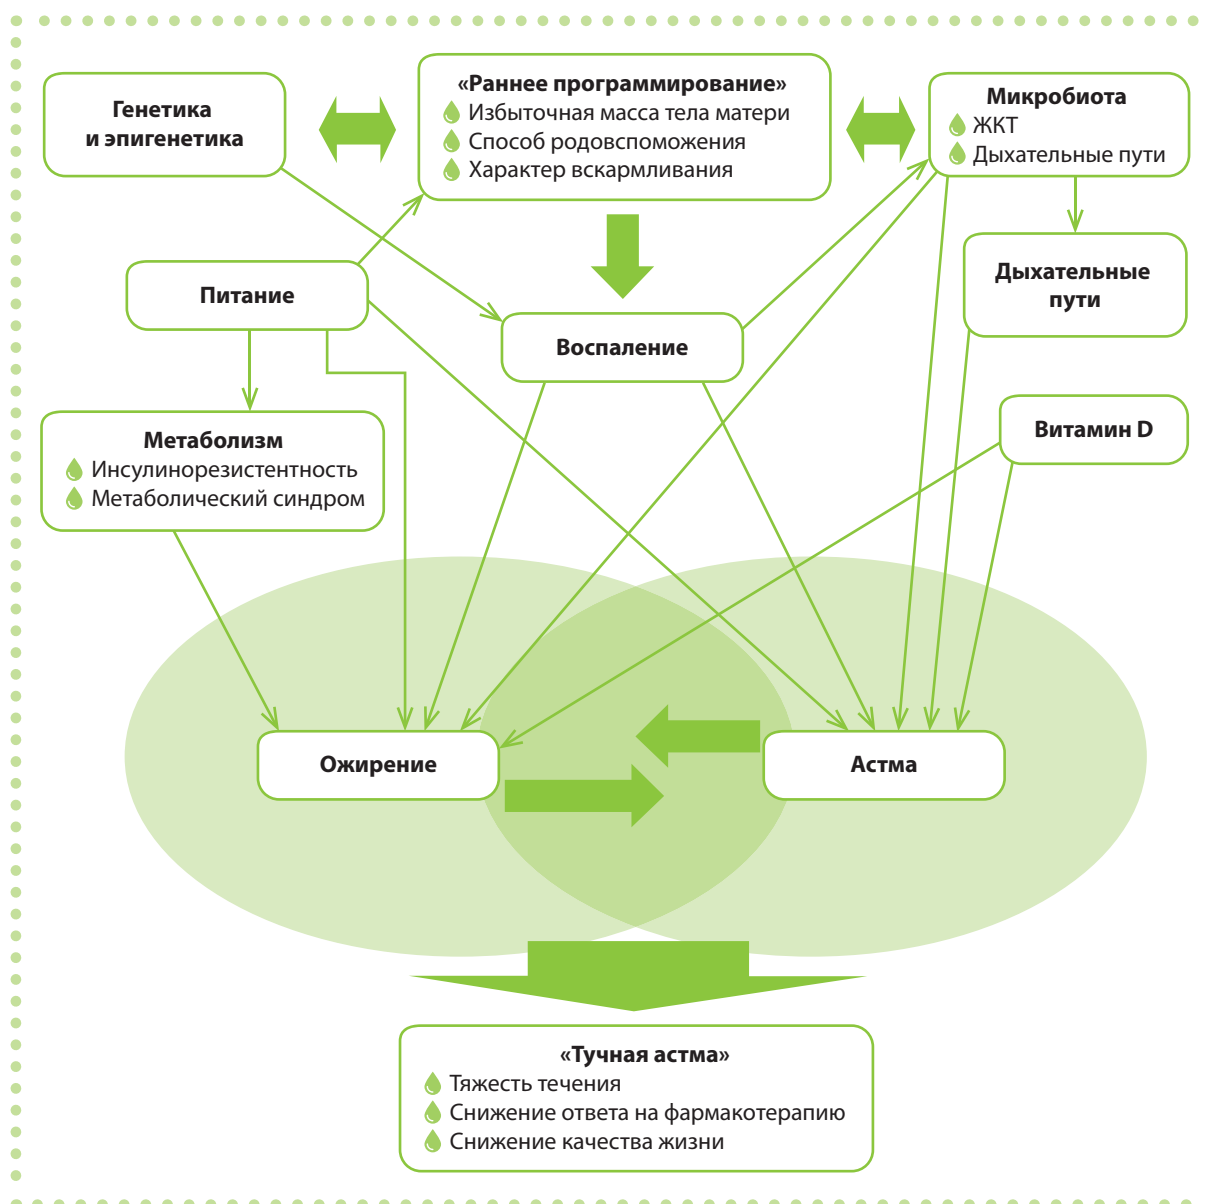 Генетика
и эпигенетика
«Раннее программирование»
Избыточная масса тела матери
Способ родовспоможения
Характер вскармливания
Микробиота
ЖКТ
Дыхательные пути
Питание
Дыхательные
пути
Воспаление
Метаболизм
Инсулинорезистентность
Метаболический синдром
Витамин D
Ожирение
Астма
«Тучная астма»
Тяжесть течения
Снижение ответа на фармакотерапию
Снижение качества жизни